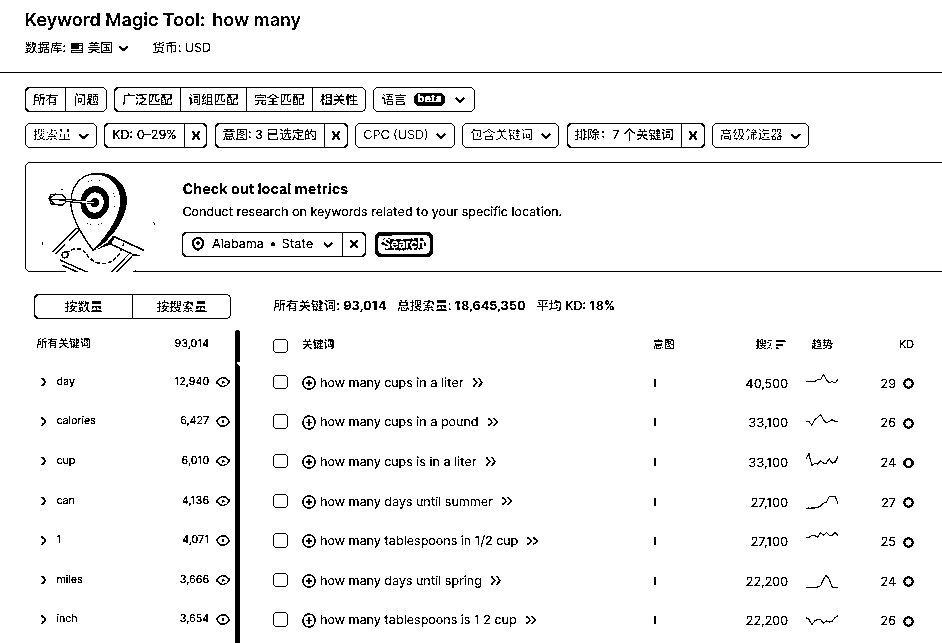 Keyword Magic Tool: how many
数据库: 美国 货币: USD
所有 问题 广泛匹配 词组匹配 完全匹配 相关性 语言 beta
搜索量 KD: 0-29% 意图: 3 已选定的 CPC (USD) 包含关键词 排除: 7 个关键词 高级筛选器
Check out local metrics
Conduct research on keywords related to your specific location.
Alabama • State Search
按数量 按搜索量
所有关键词: 93,014 总搜索量: 18,645,350 平均 KD: 18%
所有关键词 93,014
关键词 意图 搜索 趋势 KD
day 12,940
how many cups in a liter I 40,500 29
calories 6,427
how many cups in a pound I 33,100 26
cup 6,010
how many cups is in a liter I 33,100 24
can 4,136
how many days until summer I 27,100 27
1 4,071
how many tablespoons in 1/2 cup I 27,100 25
miles 3,666
how many days until spring I 22,200 24
inch 3,654
how many tablespoons is 1 2 cup I 22,200 26